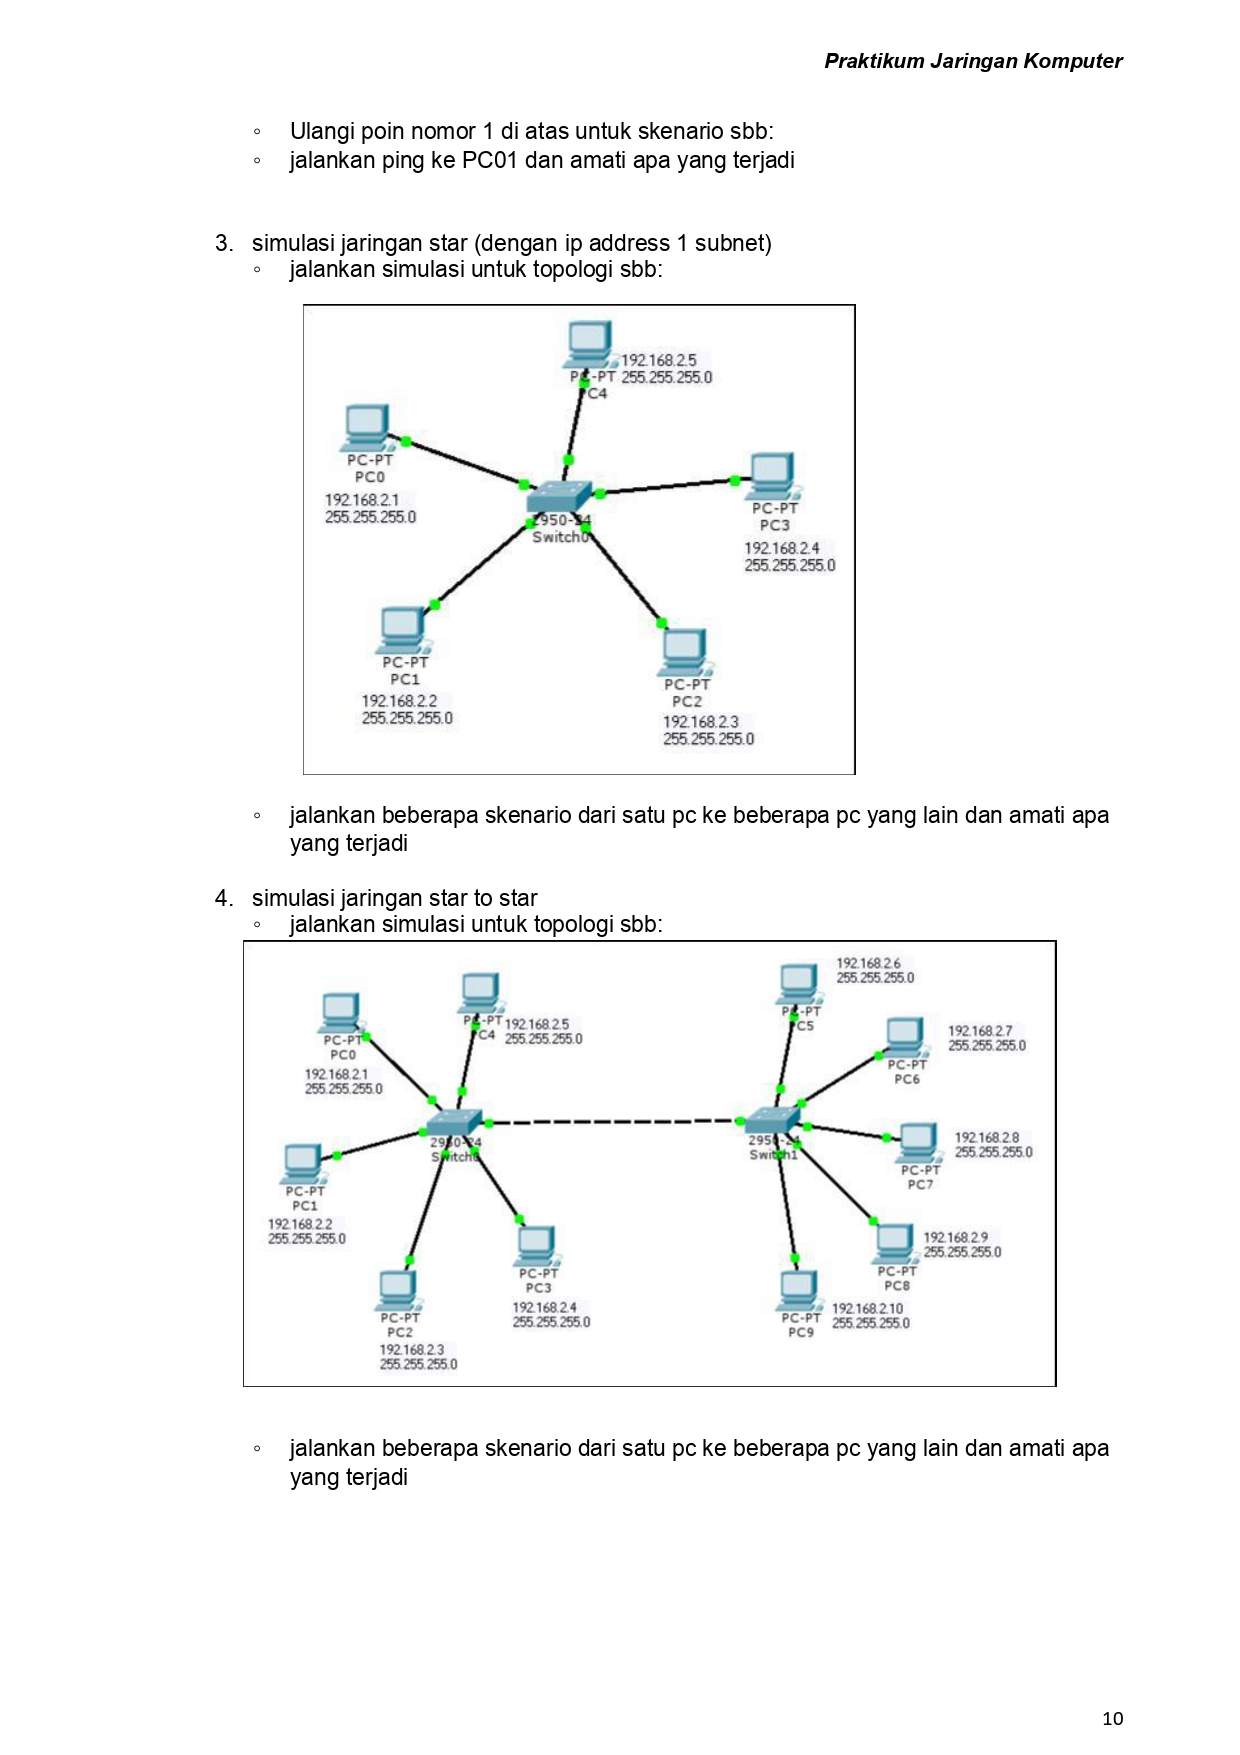 Praktikum Jaringan Komputer
◦ Ulangi poin nomor 1 di atas untuk skenario sbb:
◦ jalankan ping ke PC01 dan amati apa yang terjadi
3. simulasi jaringan star (dengan ip address 1 subnet)
◦ jalankan simulasi untuk topologi sbb:
192.168.2.5
PC-PT 255.255.255.0
PC4
PC-PT
PC0
192.168.2.1
255.255.255.0
PC-PT
PC3
192.168.2.4
255.255.255.0
2950-24
Switch0
PC-PT
PC1
192.168.2.2
255.255.255.0
PC-PT
PC2
192.168.2.3
255.255.255.0
◦ jalankan beberapa skenario dari satu pc ke beberapa pc yang lain dan amati apa
yang terjadi
4. simulasi jaringan star to star
◦ jalankan simulasi untuk topologi sbb:
PC-PT
PC0
192.168.2.1
255.255.255.0
PC-PT 192.168.2.5
PC4 255.255.255.0
192.168.2.6
255.255.255.0
PC-PT
PC5
192.168.2.7
255.255.255.0
PC-PT
PC6
2950-24
Switch0
2950-24
Switch1
192.168.2.8
255.255.255.0
PC-PT
PC7
PC-PT
PC1
192.168.2.2
255.255.255.0
PC-PT
PC3
192.168.2.4
255.255.255.0
192.168.2.9
255.255.255.0
PC-PT
PC8
PC-PT
PC2
192.168.2.3
255.255.255.0
192.168.2.10
PC-PT 255.255.255.0
PC9
◦ jalankan beberapa skenario dari satu pc ke beberapa pc yang lain dan amati apa
yang terjadi
10